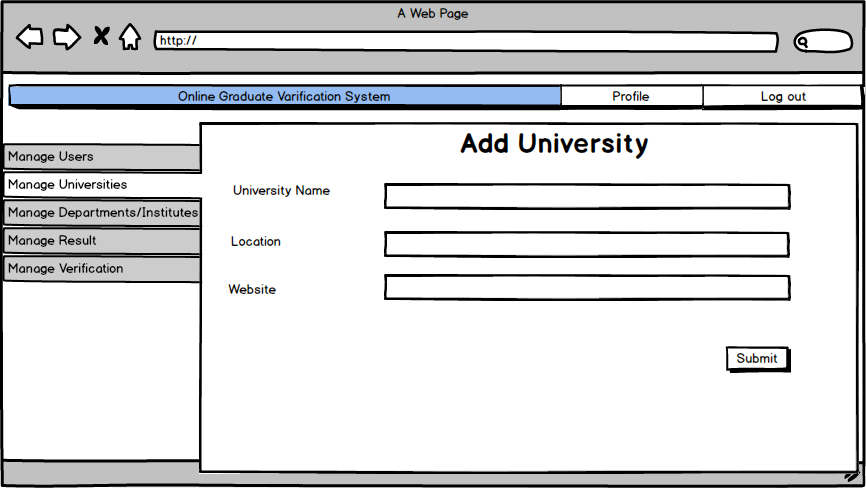 A Web Page
http://
Online Graduate Varification System
Profile
Log out
Manage Users
Manage Universities
Manage Departments/Institutes
Manage Result
Manage Verification
Add University
University Name
Location
Website
Submit